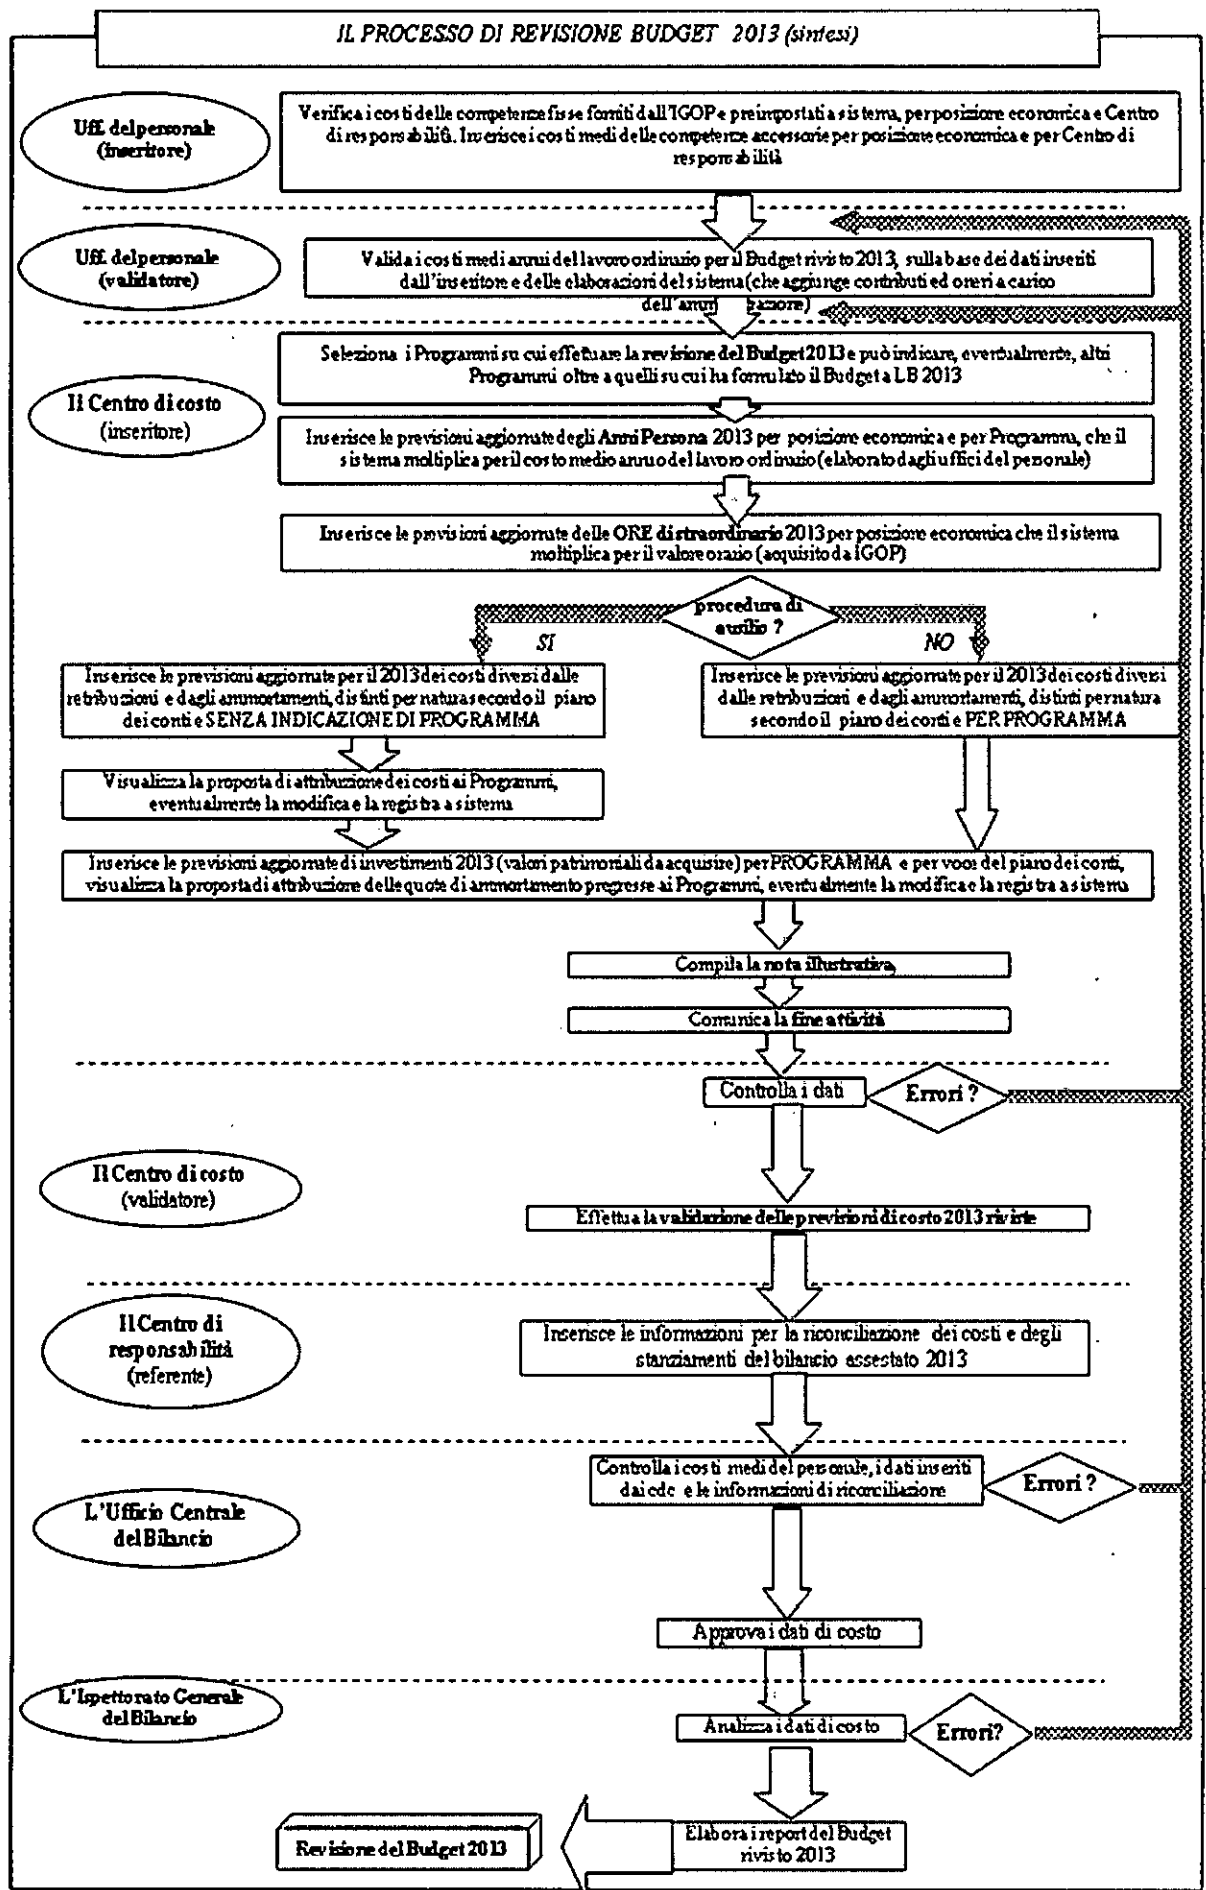 IL PROCESSO DI REVISIONE BUDGET 2013 (sintesi)
Uff. del personale
(inseritore)
Verifica i costi delle competenze fisse forniti dall'IGOP e preimpostati a sistema, per posizione economica e Centro
di responsabilità. Inserisce i costi medi delle competenze accessorie per posizione economica e per Centro di
responsabilità
Uff. del personale
(validatore)
Valida i costi medi annui del lavoro ordinario per il Budget rivisto 2013, sulla base dei dati inseriti
dall'inseritore e delle elaborazioni del sistema (che aggiunge contributi ed oneri a carico
dell'amministrazione)
Il Centro di costo
(inseritore)
Seleziona i Programmi su cui effettuare la revisione del Budget 2013 e può indicare, eventualmente, altri
Programmi oltre a quelli su cui ha formulato il Budget a LB 2013
Inserisce le previsioni aggiornate degli Anni Persona 2013 per posizione economica e per Programma, che il
sistema moltiplica per il costo medio annuo del lavoro ordinario (elaborato dagli uffici del personale)
Inserisce le previsioni aggiornate delle ORE di straordinario 2013 per posizione economica che il sistema
moltiplica per il valore orario (acquisito da IGOP)
procedura di
ausilio ?
SI
NO
Inserisce le previsioni aggiornate per il 2013 dei costi diversi dalle
retribuzioni e dagli ammortamenti, distinti per natura secondo il piano
dei conti e SENZA INDICAZIONE DI PROGRAMMA
Inserisce le previsioni aggiornate per il 2013 dei costi diversi
dalle retribuzioni e dagli ammortamenti, distinti per natura
secondo il piano dei conti e PER PROGRAMMA
Visualizza la proposta di attribuzione dei costi ai Programmi,
eventualmente la modifica e la registra a sistema
Inserisce le previsioni aggiornate di investimenti 2013 (valori patrimoniali da acquisire) per PROGRAMMA e per voce del piano dei conti,
visualizza la proposta di attribuzione delle quote di ammortamento pregresse ai Programmi, eventualmente la modifica e la registra a sistema
Compila la nota illustrativa,
Comunica la fine attività
Controlla i dati
Errori ?
Il Centro di costo
(validatore)
Effettua la validazione delle previsioni di costo 2013 riviste
Il Centro di
responsabilità
(referente)
Inserisce le informazioni per la riconciliazione dei costi e degli
stanziamenti del bilancio assestato 2013
Controlla i costi medi del personale, i dati inseriti
dai cdc e le informazioni di riconciliazione
Errori ?
L'Ufficio Centrale
del Bilancio
Approva i dati di costo
L'Ispettorato Generale
del Bilancio
Analizza i dati di costo
Errori?
Elabora i report del Budget
rivisto 2013
Revisione del Budget 2013